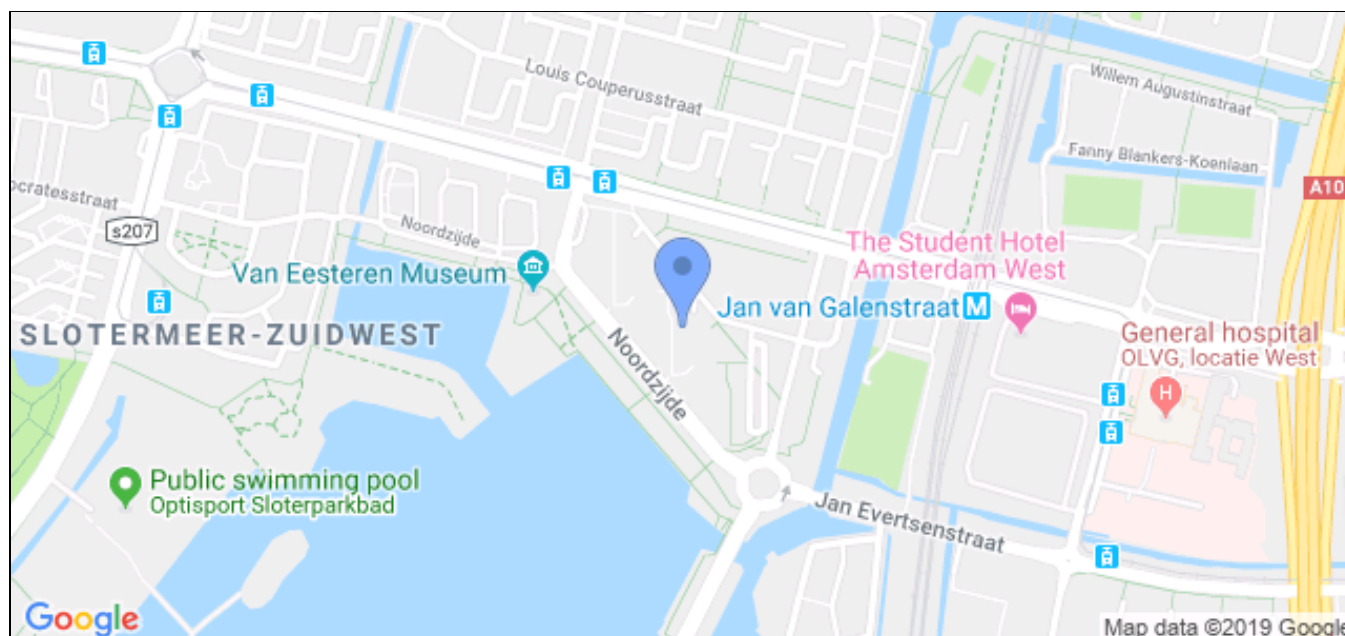 Louis Couperusstraat
Willem Augustinstraat
Fanny Blankers-Koenlaan
A10
ocratesstraat
s207
Noordzijde
Van Eesteren Museum
The Student Hotel
Amsterdam West
Jan van Galenstraat
M
SLOTERMEER-ZUIDWEST
General hospital
OLVG, locatie West
H
Noordzijde
Public swimming pool
Optisport Sloterparkbad
Jan Evertsenstraat
Google
Map data ©2019 Google